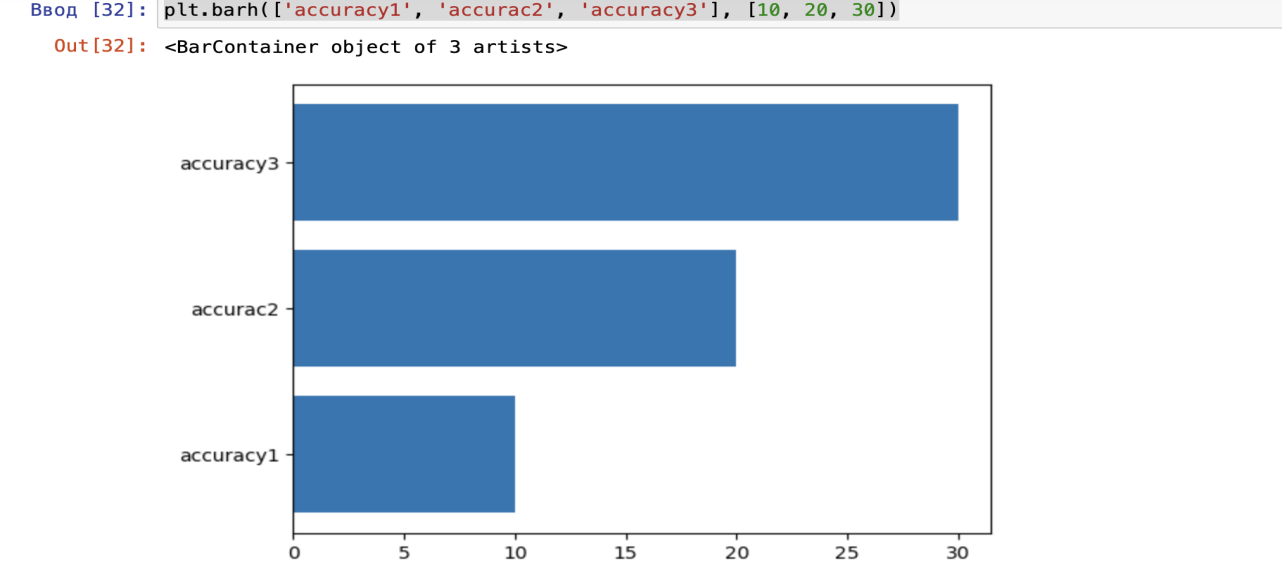 Ввод [32]: plt.barh(['accuracy1', 'accurac2', 'accuracy3'], [10, 20, 30])
Out[32]: <BarContainer object of 3 artists>
accuracy3
accurac2
accuracy1
0 5 10 15 20 25 30